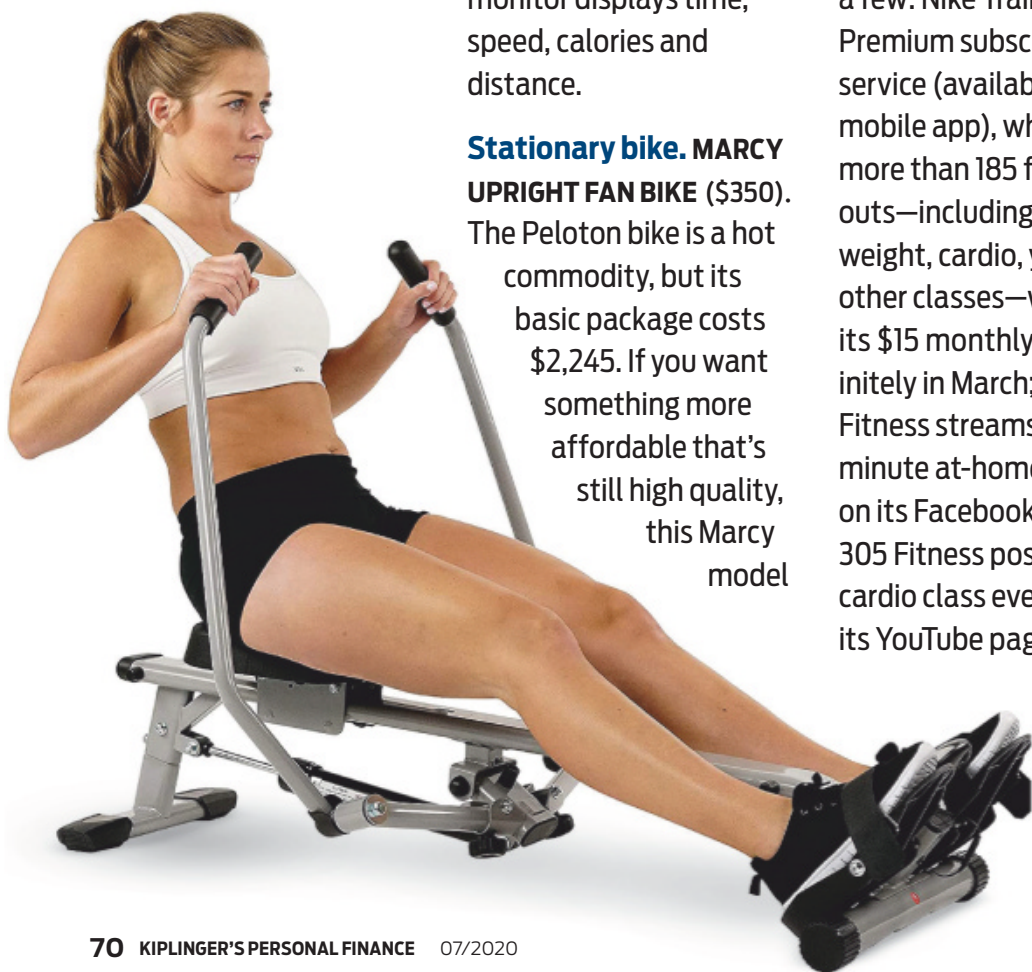 monitor displays time,
speed, calories and
distance.
Stationary bike. MARCY
UPRIGHT FAN BIKE ($350).
The Peloton bike is a hot
commodity, but its
basic package costs
$2,245. If you want
something more
affordable that's
still high quality,
this Marcy
model
a few: Nike Train
Premium subsc
service (availab
mobile app), wh
more than 185 f
outs—including
weight, cardio, y
other classes—w
its $15 monthly
initely in March;
Fitness streams
minute at-home
on its Facebook
305 Fitness pos
cardio class eve
its YouTube pag
70 KIPLINGER'S PERSONAL FINANCE 07/2020